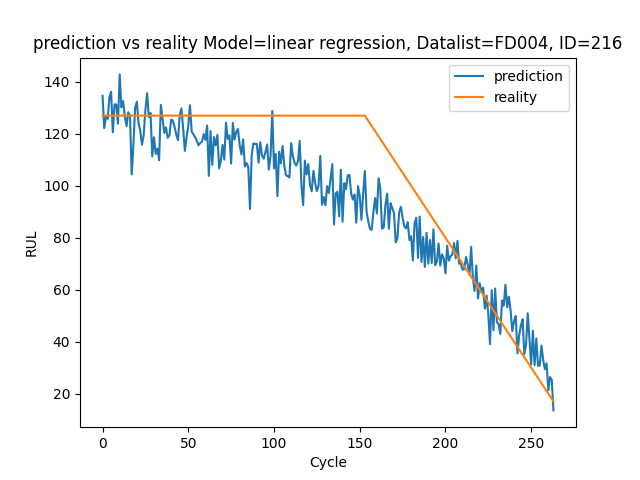 prediction vs reality Model=linear regression, Datalist=FD004, ID=216
prediction
reality
RUL
140
120
100
80
60
40
20
0
50
100
150
200
250
Cycle